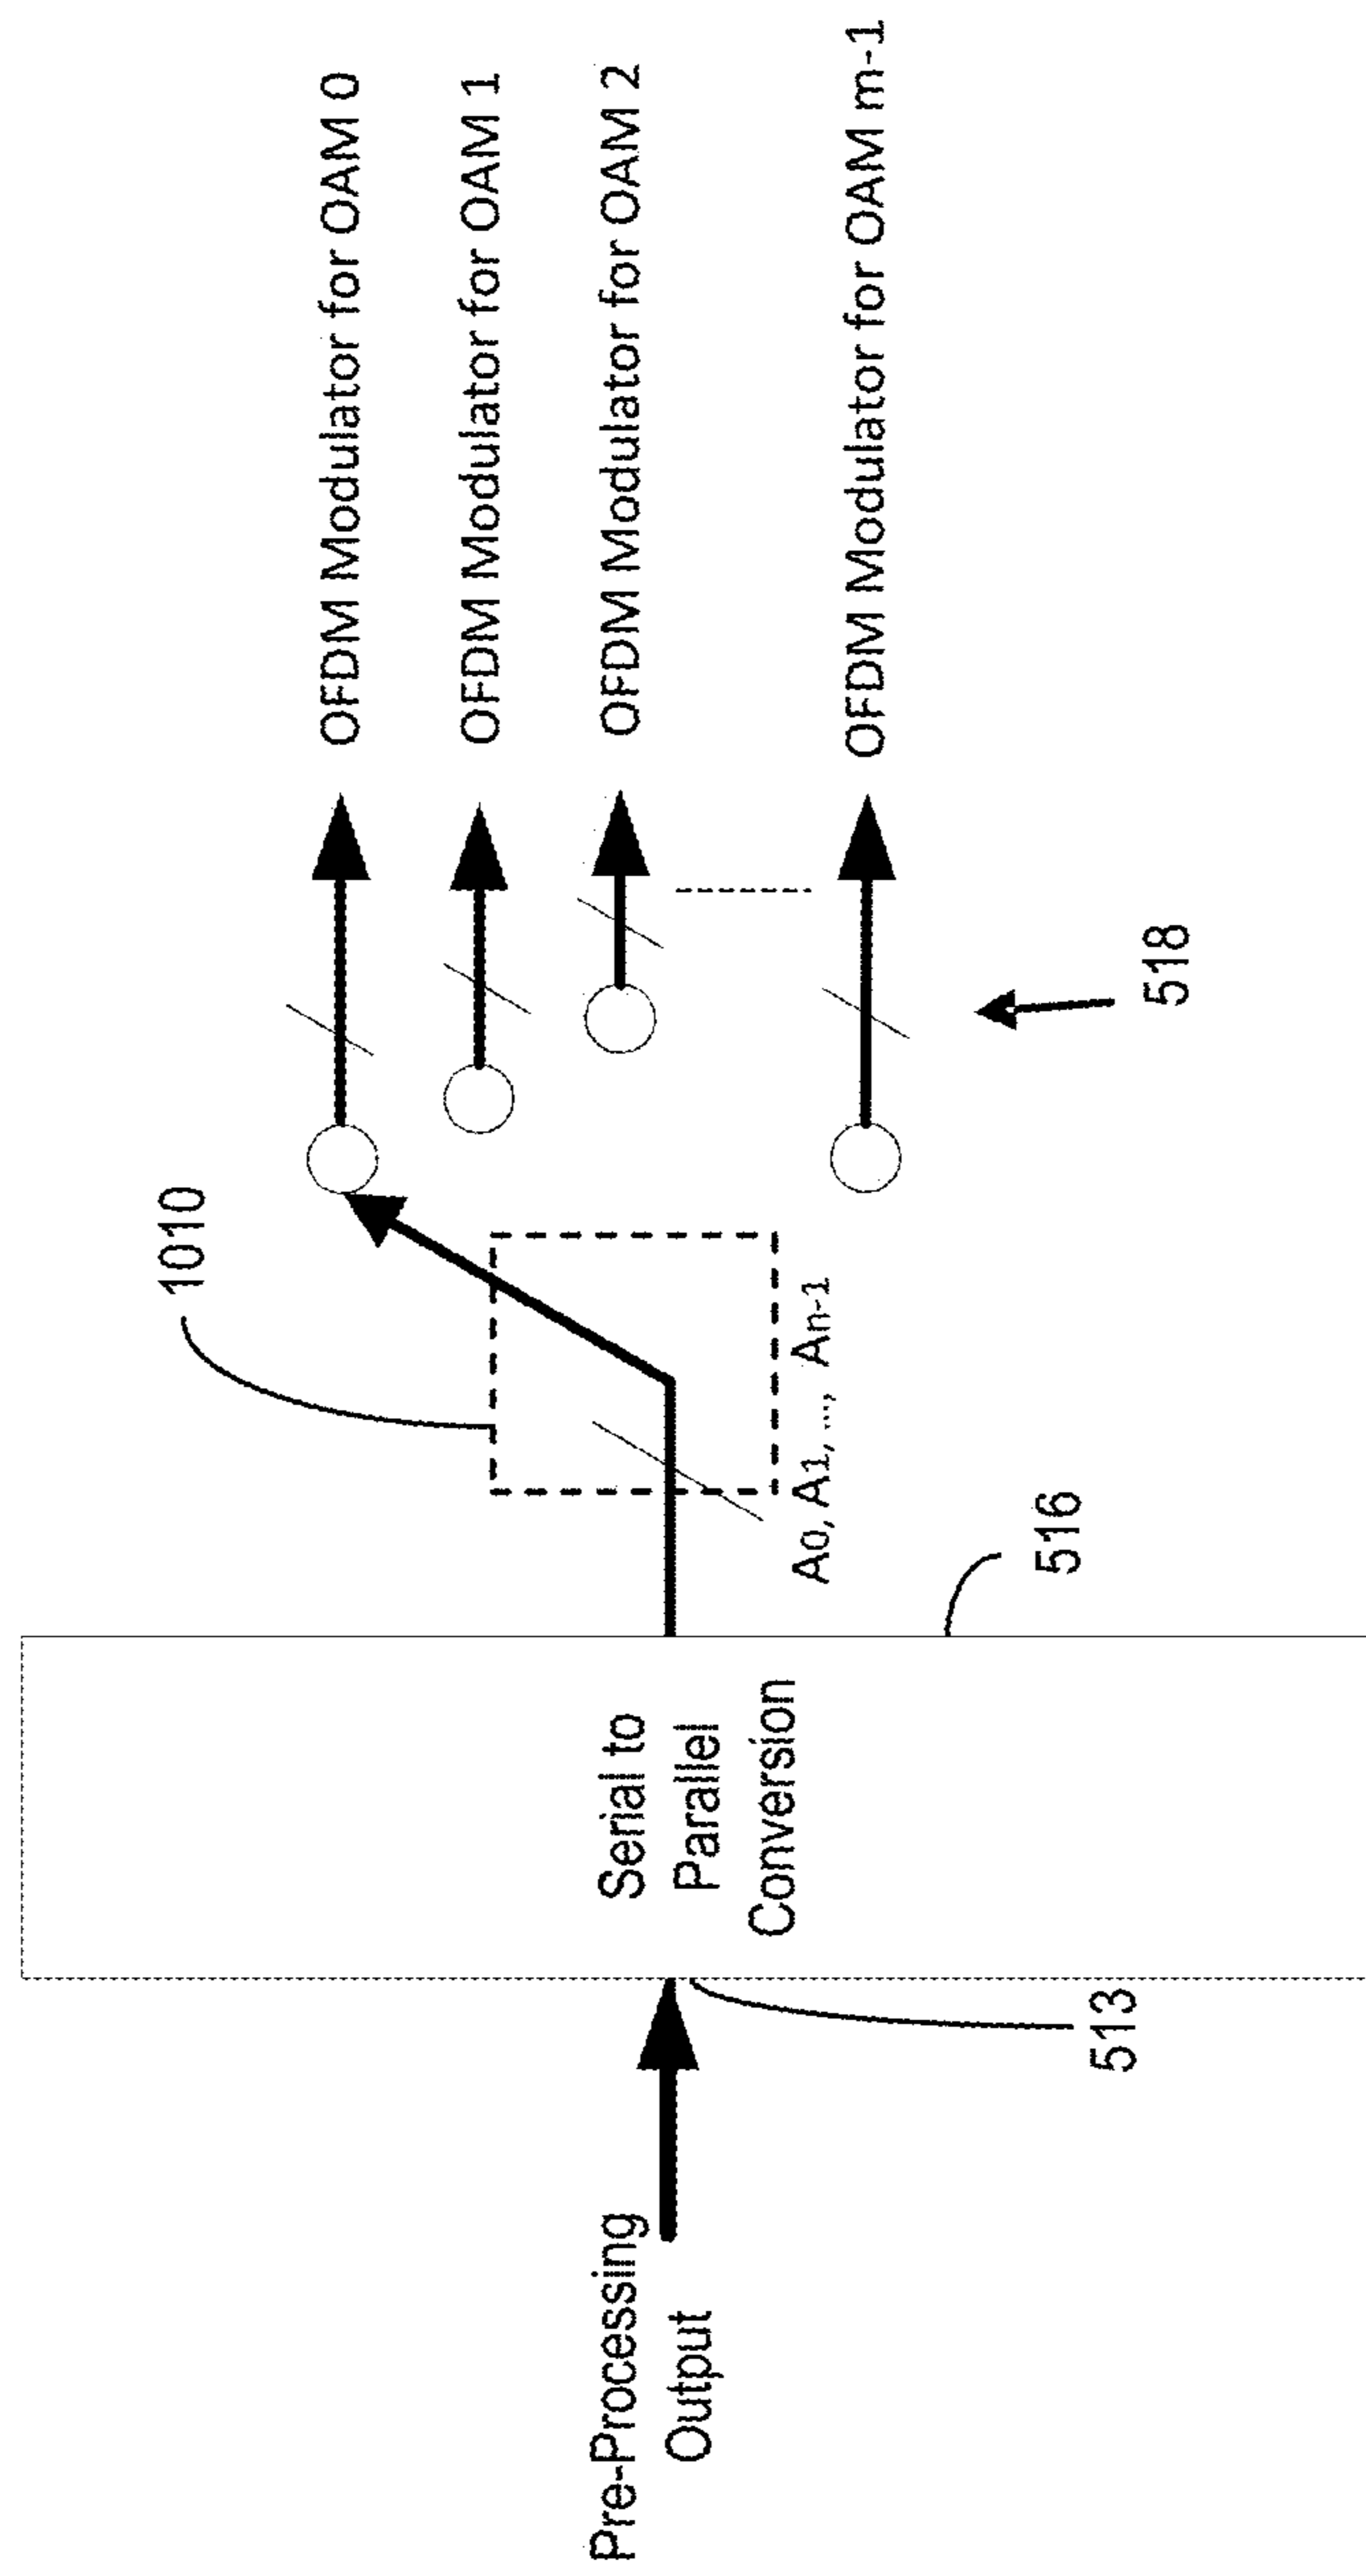 Pre-Processing
Output
513
Serial to
Parallel
Conversion
516
A0, A1, ..., An-1
1010
OFDM Modulator for OAM 0
OFDM Modulator for OAM 1
OFDM Modulator for OAM 2
OFDM Modulator for OAM m-1
518